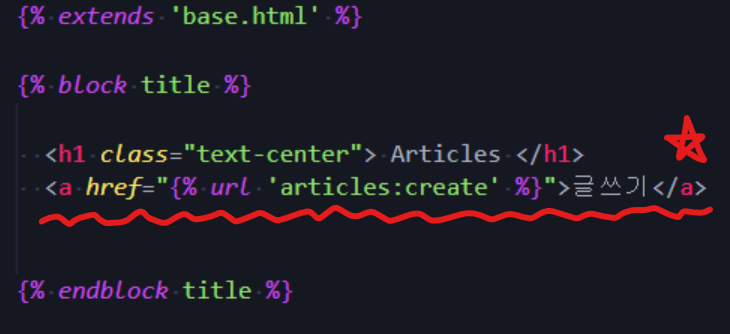 {% extends 'base.html' %}
{% block title %}
<h1 class="text-center"> Articles </h1>
<a href="{% url 'articles:create' %}">글쓰기</a>
{% endblock title %}